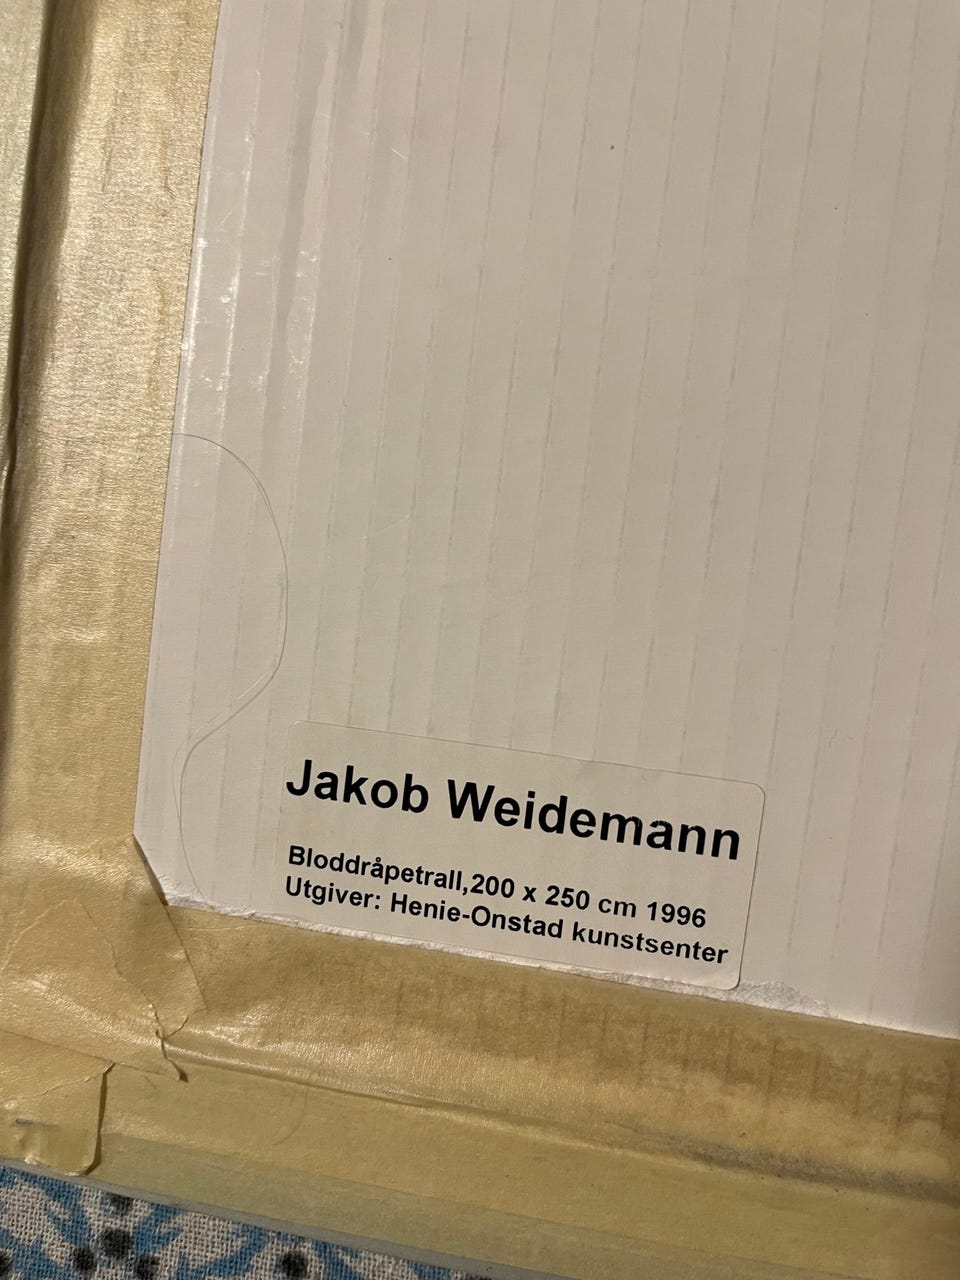 Jakob Weidemann
Bloddråpetrall,200 x 250 cm 1996
Utgiver: Henie-Onstad kunstsenter